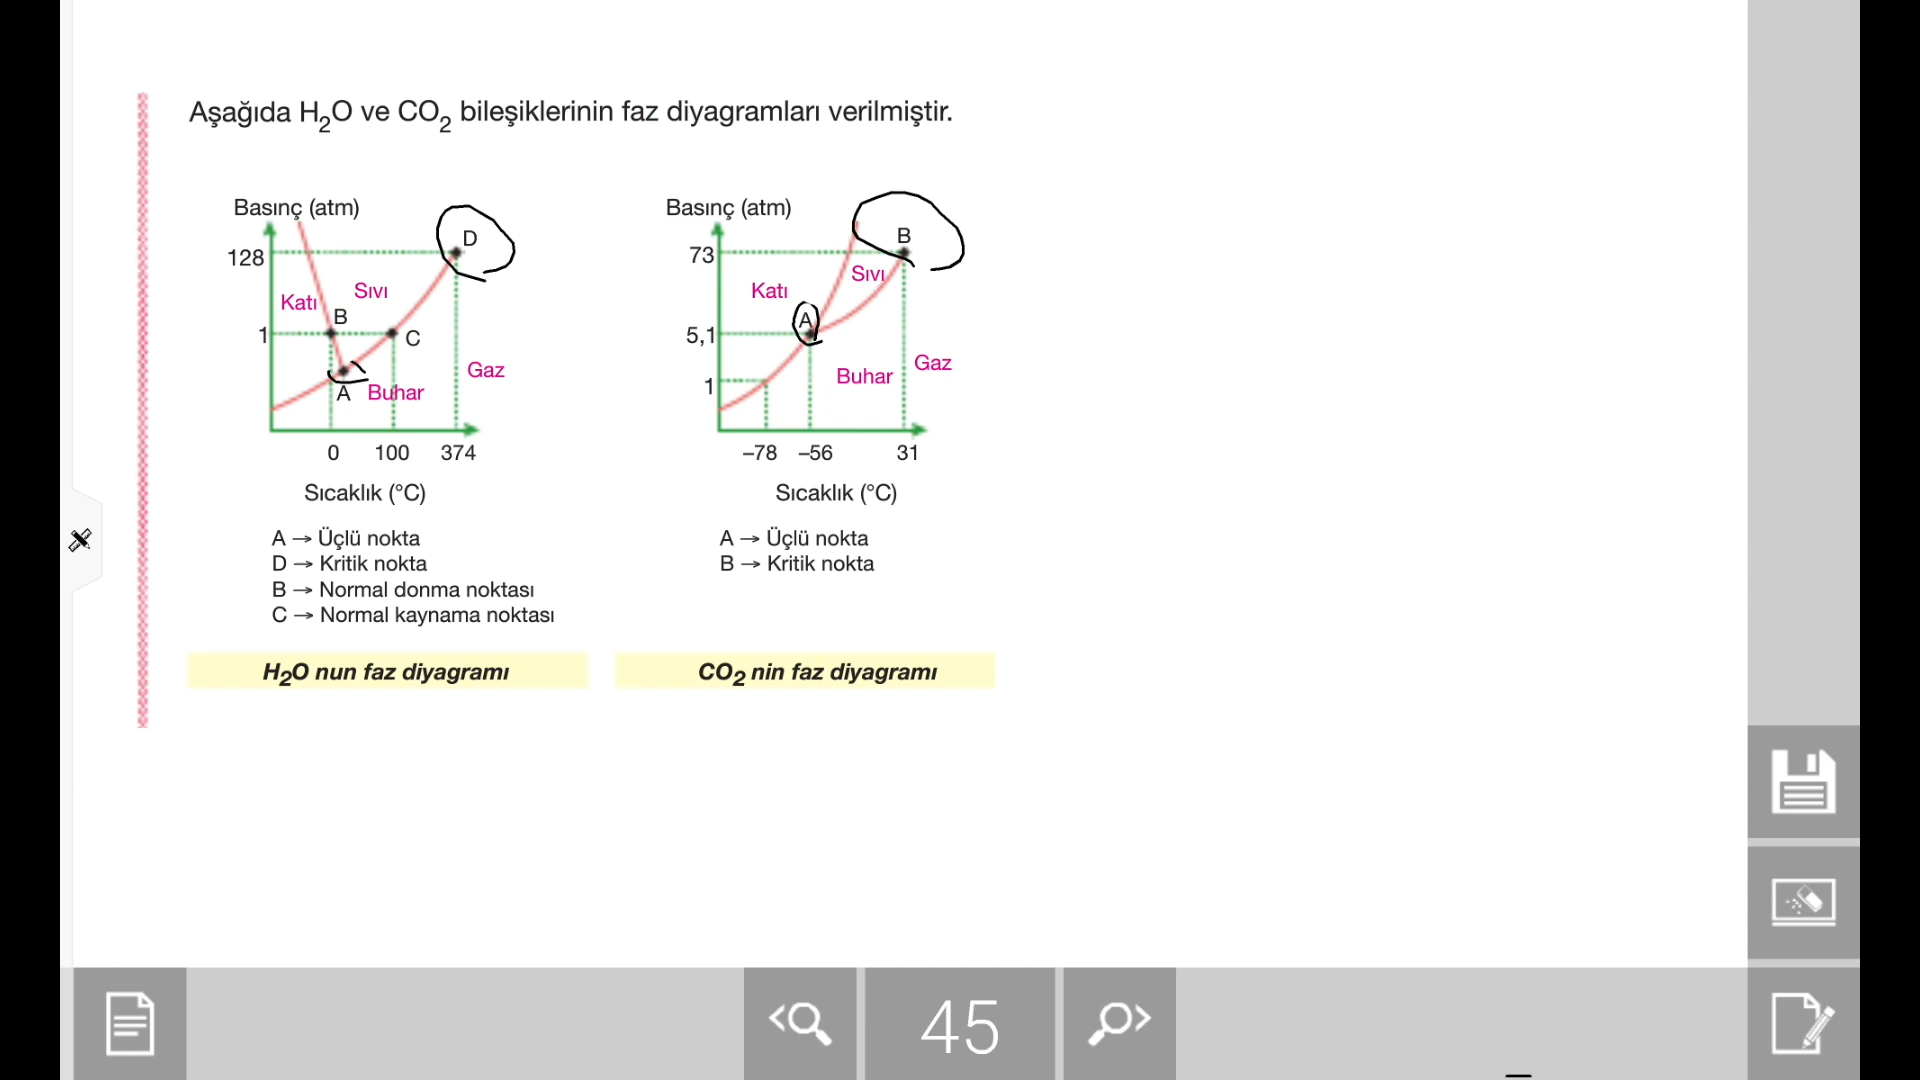 Aşağıda H₂O ve CO₂ bileşiklerinin faz diyagramları verilmiştir.
Basınç (atm)
128
1
Katı
Sıvı
Buhar
Gaz
A
B
C
D
0 100 374
Sıcaklık (°C)
A → Üçlü nokta
D → Kritik nokta
B → Normal donma noktası
C → Normal kaynama noktası
H₂O nun faz diyagramı
Basınç (atm)
73
5,1
1
Katı
Sıvı
Buhar
Gaz
A
B
–78 –56 31
Sıcaklık (°C)
A → Üçlü nokta
B → Kritik nokta
CO₂ nin faz diyagramı
45